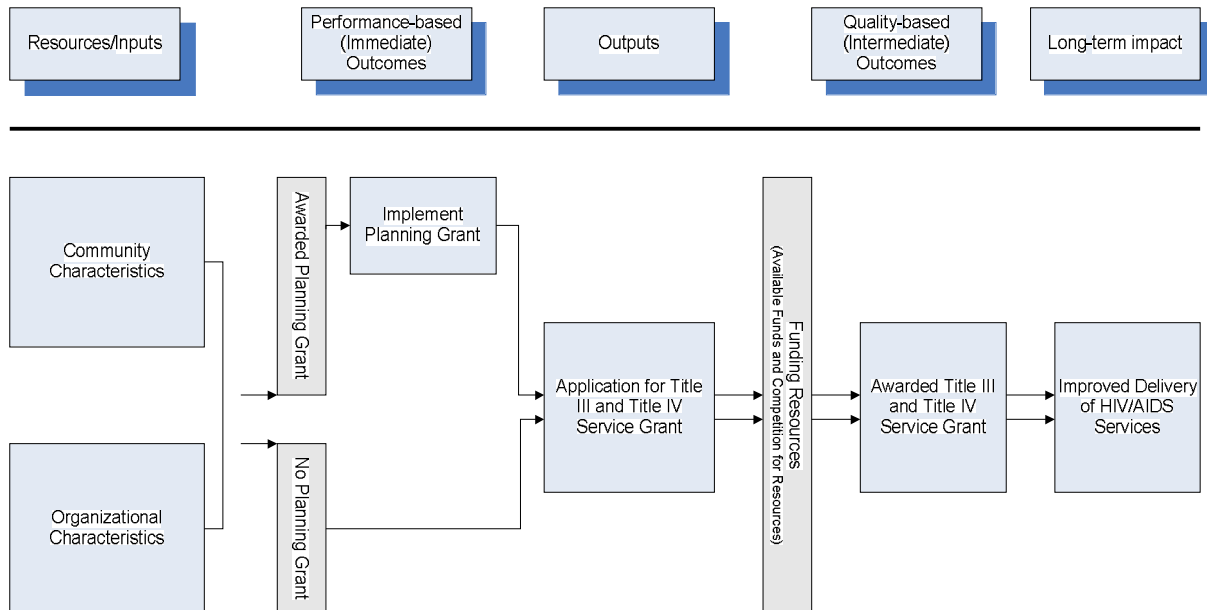 Resources/Inputs
Performance-based
(Immediate)
Outcomes
Outputs
Quality-based
(Intermediate)
Outcomes
Long-term impact
Community
Characteristics
Organizational
Characteristics
Awarded Planning Grant
No Planning Grant
Implement
Planning Grant
Application for Title
III and Title IV
Service Grant
Funding Resources
(Available Funds and Competition for Resources)
Awarded Title III
and Title IV
Service Grant
Improved Delivery
of HIV/AIDS
Services